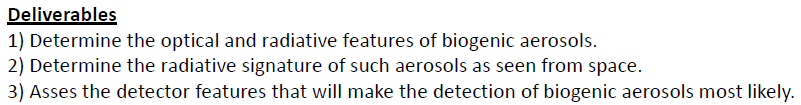 Deliverables
1) Determine the optical and radiative features of biogenic aerosols.
2) Determine the radiative signature of such aerosols as seen from space.
3) Asses the detector features that will make the detection of biogenic aerosols most likely.